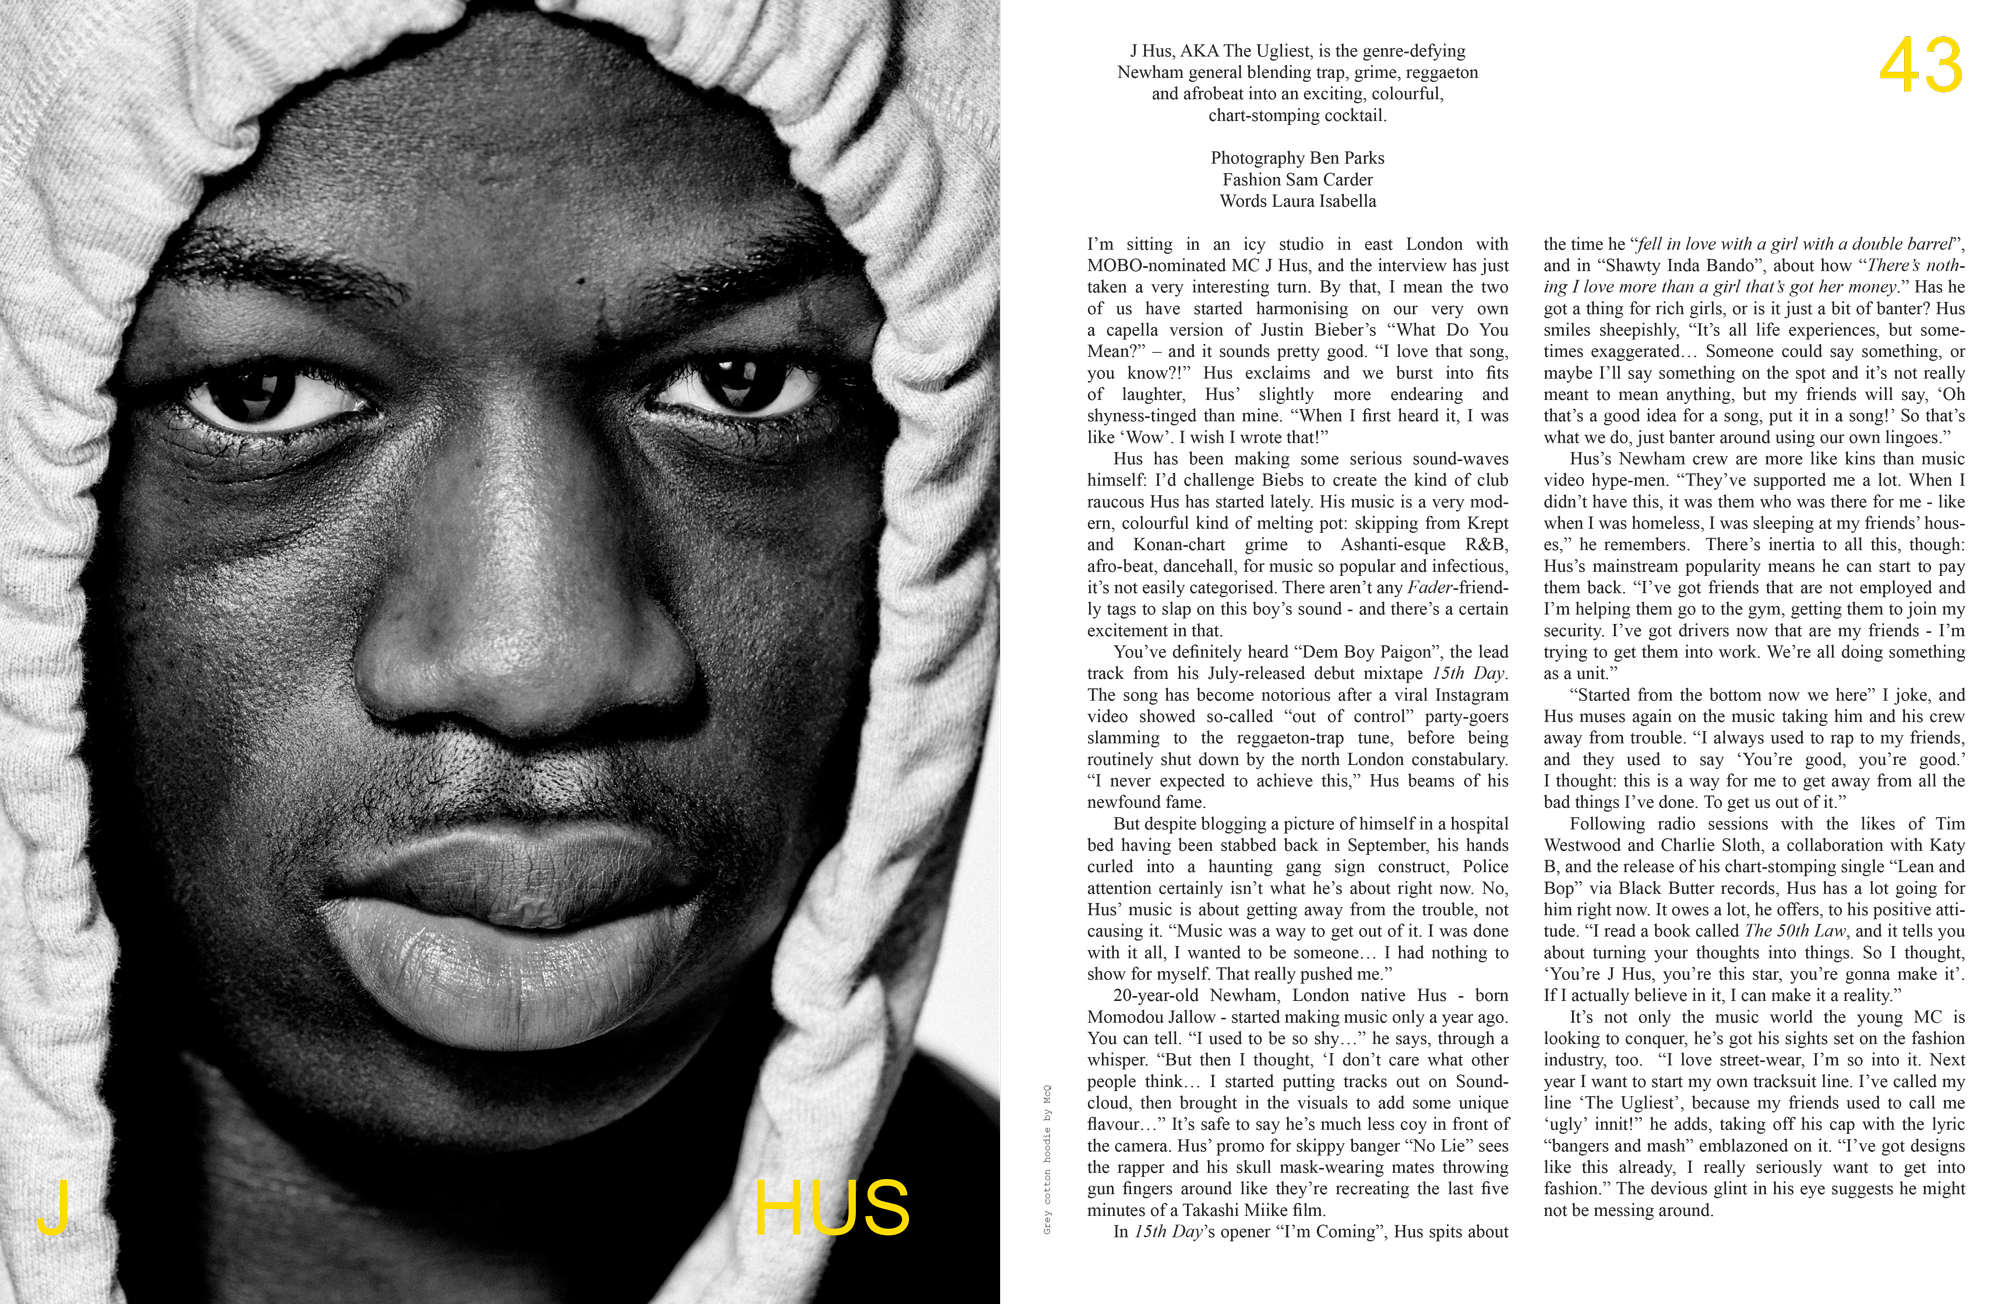 J HUS
43
J Hus, AKA The Ugliest, is the genre-defying
Newham general blending trap, grime, reggaeton
and afrobeat into an exciting, colourful,
chart-stomping cocktail.
Photography Ben Parks
Fashion Sam Carder
Words Laura Isabella
I’m sitting in an icy studio in east London with
MOBO-nominated MC J Hus, and the interview has just
taken a very interesting turn. By that, I mean the two
of us have started harmonising on our very own
a capella version of Justin Bieber’s “What Do You
Mean?” – and it sounds pretty good. “I love that song,
you know?!” Hus exclaims and we burst into fits
of laughter, Hus’ slightly more endearing and
shyness-tinged than mine. “When I first heard it, I was
like ‘Wow’. I wish I wrote that!”
Hus has been making some serious sound-waves
himself: I’d challenge Biebs to create the kind of club
raucous Hus has started lately. His music is a very mod-
ern, colourful kind of melting pot: skipping from Krept
and Konan-chart grime to Ashanti-esque R&B,
afro-beat, dancehall, for music so popular and infectious,
it’s not easily categorised. There aren’t any Fader-friend-
ly tags to slap on this boy’s sound - and there’s a certain
excitement in that.
You’ve definitely heard “Dem Boy Paigon”, the lead
track from his July-released debut mixtape 15th Day.
The song has become notorious after a viral Instagram
video showed so-called “out of control” party-goers
slamming to the reggaeton-trap tune, before being
routinely shut down by the north London constabulary.
“I never expected to achieve this,” Hus beams of his
newfound fame.
But despite blogging a picture of himself in a hospital
bed having been stabbed back in September, his hands
curled into a haunting gang sign construct, Police
attention certainly isn’t what he’s about right now. No,
Hus’ music is about getting away from the trouble, not
causing it. “Music was a way to get out of it. I was done
with it all, I wanted to be someone… I had nothing to
show for myself. That really pushed me.”
20-year-old Newham, London native Hus - born
Momodou Jallow - started making music only a year ago.
You can tell. “I used to be so shy…” he says, through a
whisper. “But then I thought, ‘I don’t care what other
people think… I started putting tracks out on Sound-
cloud, then brought in the visuals to add some unique
flavour…” It’s safe to say he’s much less coy in front of
the camera. Hus’ promo for skippy banger “No Lie” sees
the rapper and his skull mask-wearing mates throwing
gun fingers around like they’re recreating the last five
minutes of a Takashi Miike film.
In 15th Day’s opener “I’m Coming”, Hus spits about
the time he “fell in love with a girl with a double barrel”,
and in “Shawty Inda Bando”, about how “There’s noth-
ing I love more than a girl that’s got her money.” Has he
got a thing for rich girls, or is it just a bit of banter? Hus
smiles sheepishly, “It’s all life experiences, but some-
times exaggerated… Someone could say something, or
maybe I’ll say something on the spot and it’s not really
meant to mean anything, but my friends will say, ‘Oh
that’s a good idea for a song, put it in a song!’ So that’s
what we do, just banter around using our own lingoes.”
Hus’s Newham crew are more like kins than music
video hype-men. “They’ve supported me a lot. When I
didn’t have this, it was them who was there for me - like
when I was homeless, I was sleeping at my friends’ hous-
es,” he remembers. There’s inertia to all this, though:
Hus’s mainstream popularity means he can start to pay
them back. “I’ve got friends that are not employed and
I’m helping them go to the gym, getting them to join my
security. I’ve got drivers now that are my friends - I’m
trying to get them into work. We’re all doing something
as a unit.”
“Started from the bottom now we here” I joke, and
Hus muses again on the music taking him and his crew
away from trouble. “I always used to rap to my friends,
and they used to say ‘You’re good, you’re good.’
I thought: this is a way for me to get away from all the
bad things I’ve done. To get us out of it.”
Following radio sessions with the likes of Tim
Westwood and Charlie Sloth, a collaboration with Katy
B, and the release of his chart-stomping single “Lean and
Bop” via Black Butter records, Hus has a lot going for
him right now. It owes a lot, he offers, to his positive atti-
tude. “I read a book called The 50th Law, and it tells you
about turning your thoughts into things. So I thought,
‘You’re J Hus, you’re this star, you’re gonna make it’.
If I actually believe in it, I can make it a reality.”
It’s not only the music world the young MC is
looking to conquer, he’s got his sights set on the fashion
industry, too. “I love street-wear, I’m so into it. Next
year I want to start my own tracksuit line. I’ve called my
line ‘The Ugliest’, because my friends used to call me
‘ugly’ innit!” he adds, taking off his cap with the lyric
“bangers and mash” emblazoned on it. “I’ve got designs
like this already, I really seriously want to get into
fashion.” The devious glint in his eye suggests he might
not be messing around.
Grey cotton hoodie by McQ